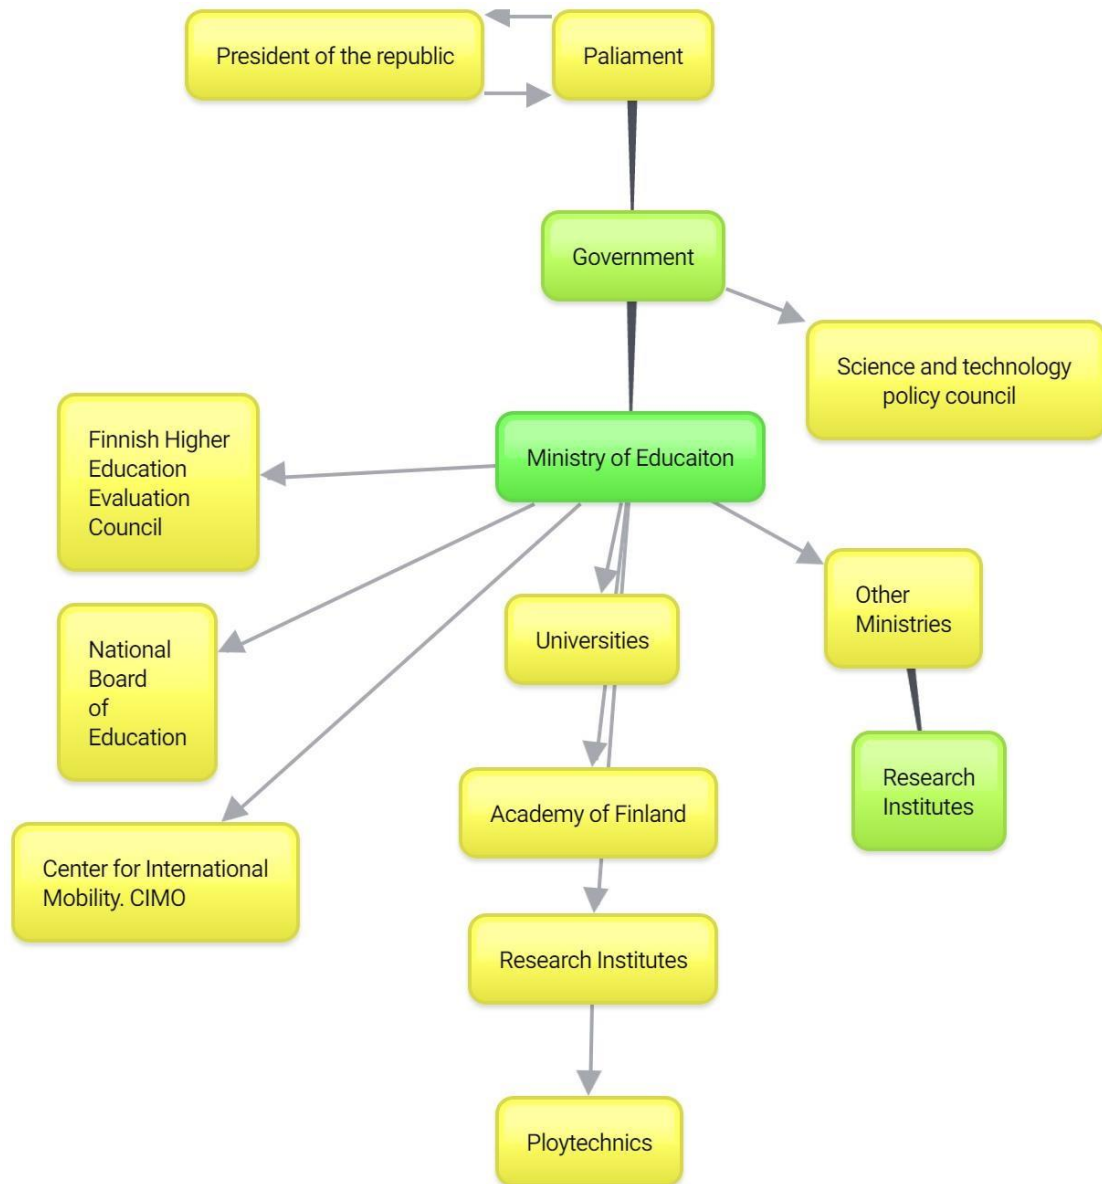 President of the republic
Paliament
Government
Science and technology
policy council
Ministry of Educaiton
Finnish Higher
Education
Evaluation
Council
Other
Ministries
Universities
National
Board
of
Education
Research
Institutes
Academy of Finland
Center for International
Mobility. CIMO
Research Institutes
Ploytechnics